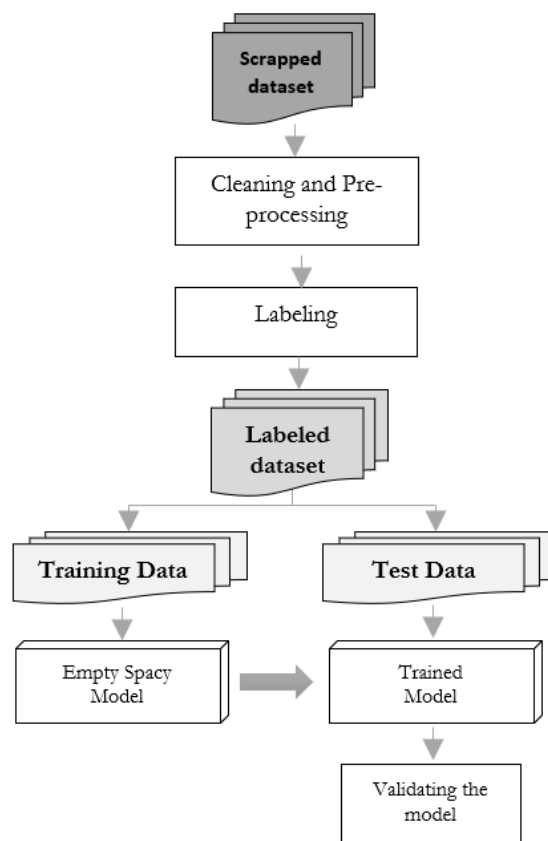 Scrapped
dataset
Cleaning and Pre-
processing
Labeling
Labeled
dataset
Training Data
Test Data
Empty Spacy
Model
Trained
Model
Validating the
model